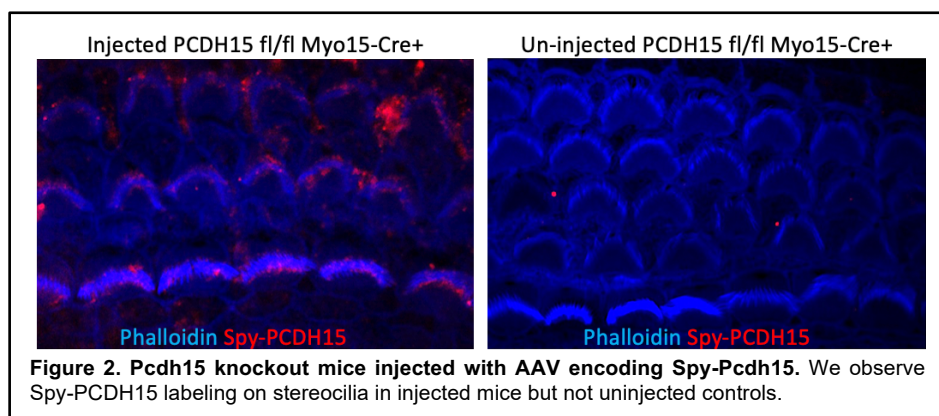 Injected PCDH15 fl/fl Myo15-Cre+
Un-injected PCDH15 fl/fl Myo15-Cre+
Phalloidin Spy-PCDH15
Phalloidin Spy-PCDH15
Figure 2. Pcdh15 knockout mice injected with AAV encoding Spy-Pcdh15. We observe
Spy-PCDH15 labeling on stereocilia in injected mice but not uninjected controls.